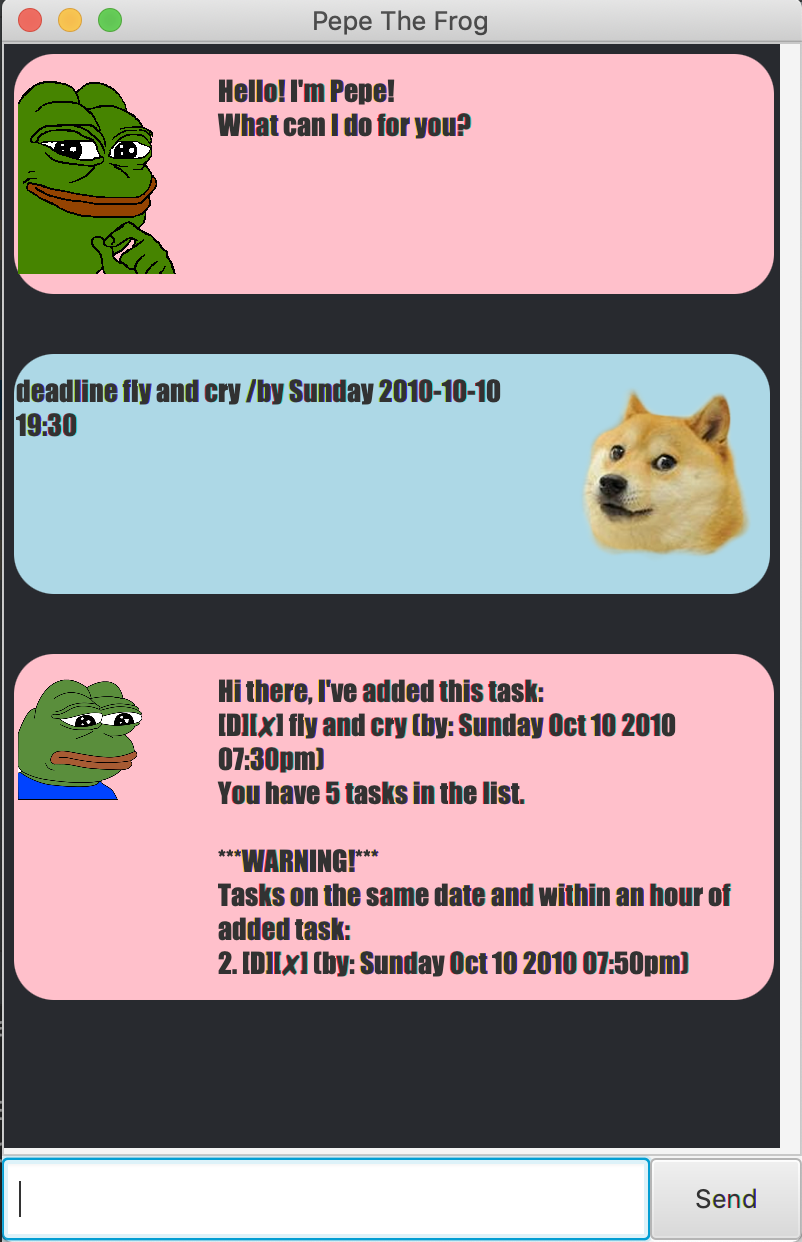 Pepe The Frog
Hello! I'm Pepe!
What can I do for you?
deadline fly and cry /by Sunday 2010-10-10
19:30
Hi there, I've added this task:
[D][✗] fly and cry (by: Sunday Oct 10 2010
07:30pm)
You have 5 tasks in the list.
***WARNING!***
Tasks on the same date and within an hour of
added task:
2. [D][✗] (by: Sunday Oct 10 2010 07:50pm)
Send